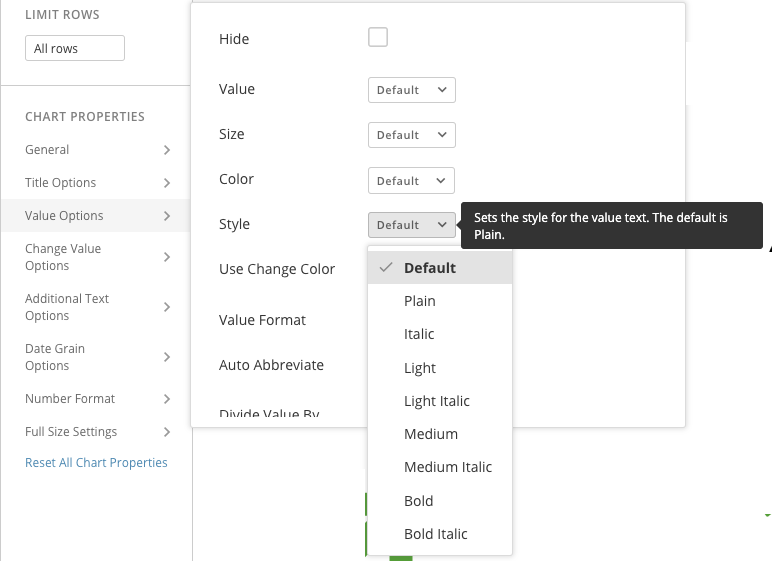 LIMIT ROWS
All rows
CHART PROPERTIES
General
Title Options
Value Options
Change Value
Options
Additional Text
Options
Date Grain
Options
Number Format
Full Size Settings
Reset All Chart Properties
Hide
Value
Default
Size
Default
Color
Default
Style
Default
Sets the style for the value text. The default is
Plain.
Use Change Color
Value Format
Auto Abbreviate
Divide Value By
Default
Plain
Italic
Light
Light Italic
Medium
Medium Italic
Bold
Bold Italic